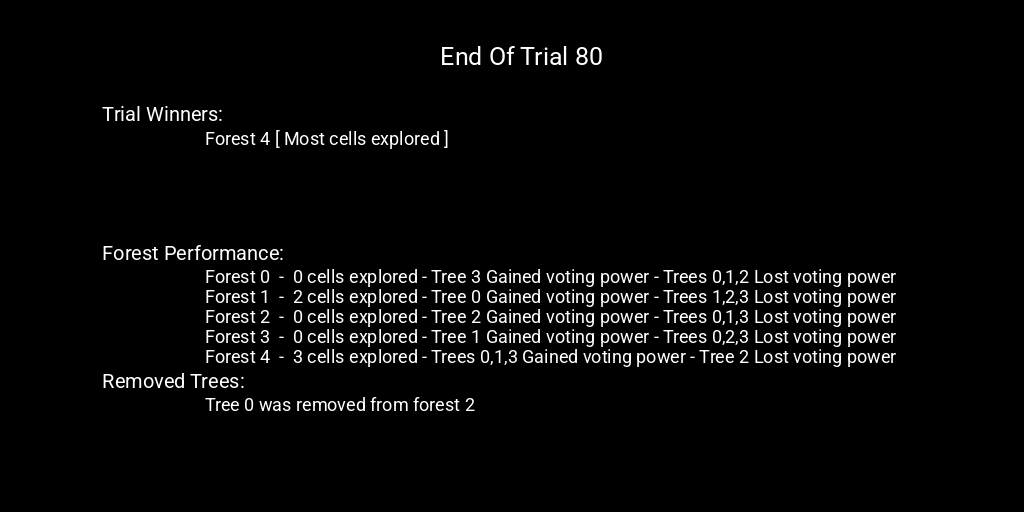 End Of Trial 80
Trial Winners:
Forest 4 [ Most cells explored ]
Forest Performance:
Forest 0 - 0 cells explored - Tree 3 Gained voting power - Trees 0,1,2 Lost voting power
Forest 1 - 2 cells explored - Tree 0 Gained voting power - Trees 1,2,3 Lost voting power
Forest 2 - 0 cells explored - Tree 2 Gained voting power - Trees 0,1,3 Lost voting power
Forest 3 - 0 cells explored - Tree 1 Gained voting power - Trees 0,2,3 Lost voting power
Forest 4 - 3 cells explored - Trees 0,1,3 Gained voting power - Tree 2 Lost voting power
Removed Trees:
Tree 0 was removed from forest 2